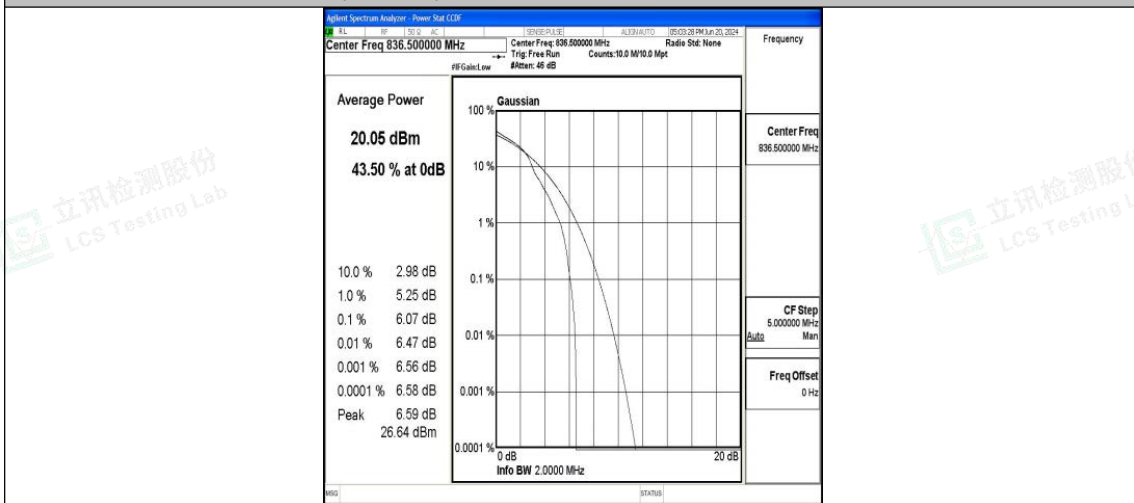 Agilent Spectrum Analyzer - Power Stat CCDF
RL RF 50 Ω AC SENSE:PULSE ALIGNAUTO 05:03:28 PM Jun 20, 2024
Center Freq 836.500000 MHz
Center Freq: 836.500000 MHz
Radio Std: None
Trig: Free Run Counts:10.0 M/10.0 Mpt
#IFGain:Low #Atten: 46 dB
Frequency
Average Power
20.05 dBm
43.50 % at 0dB
10.0 % 2.98 dB
1.0 % 5.25 dB
0.1 % 6.07 dB
0.01 % 6.47 dB
0.001 % 6.56 dB
0.0001 % 6.58 dB
Peak 6.59 dB
26.64 dBm
Gaussian
100 %
10 %
1 %
0.1 %
0.01 %
0.001 %
0.0001 %
0 dB 20 dB
Info BW 2.0000 MHz
Center Freq
836.500000 MHz
CF Step
5.000000 MHz
Auto Man
Freq Offset
0 Hz
MSG STATUS
立讯检测股份
LCS Testing Lab
立讯检测股份
LCS Testing L